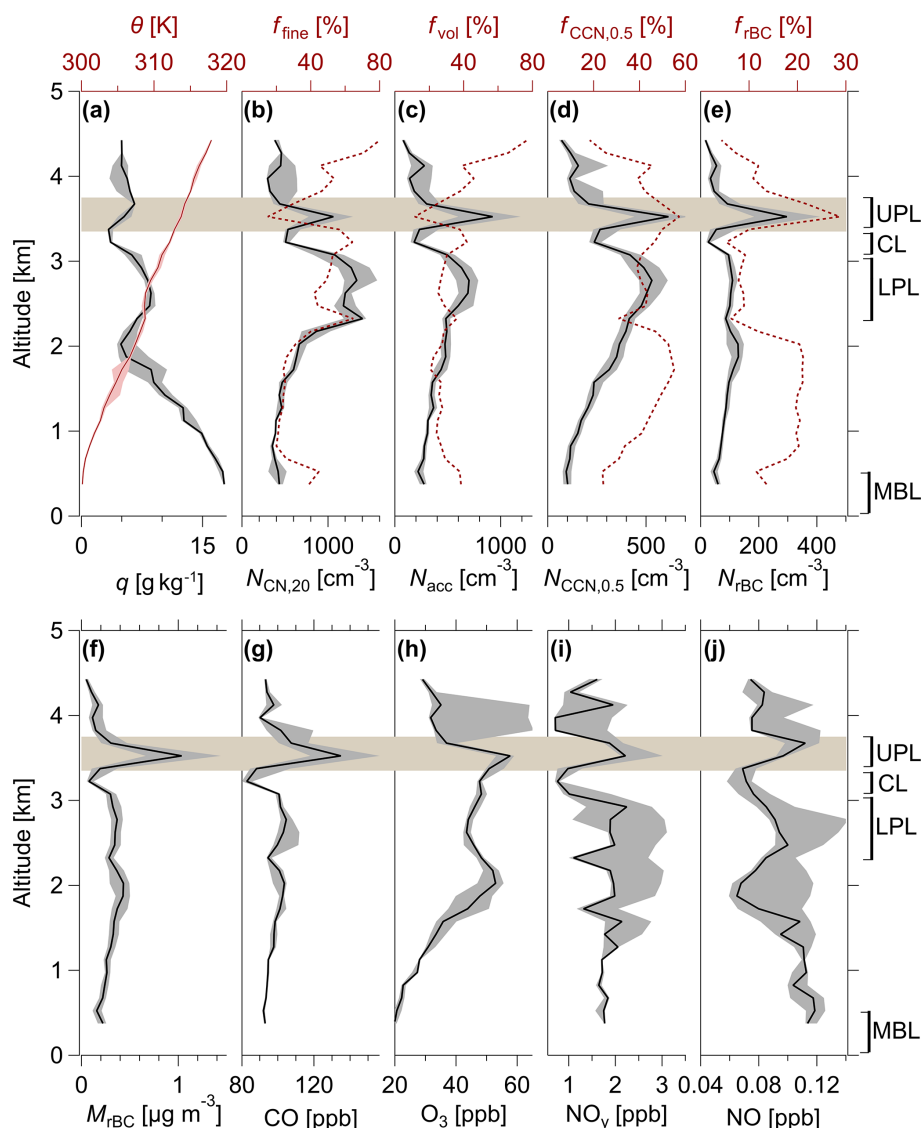 θ [K] f_fine [%] f_vol [%] f_CCN,0.5 [%] f_rBC [%]
300 310 320 0 40 80 0 40 80 0 20 40 60 0 10 20 30
(a) (b) (c) (d) (e)
5
4
3
2
1
0
Altitude [km]
UPL
CL
LPL
MBL
0 15 0 1000 0 1000 0 500 0 200 400
q [g kg⁻¹] N_CN,20 [cm⁻³] N_acc [cm⁻³] N_CCN,0.5 [cm⁻³] N_rBC [cm⁻³]
(f) (g) (h) (i) (j)
5
4
3
2
1
0
Altitude [km]
UPL
CL
LPL
MBL
0 1 80 120 20 40 60 1 2 3 0.04 0.08 0.12
M_rBC [µg m⁻³] CO [ppb] O₃ [ppb] NO_y [ppb] NO [ppb]